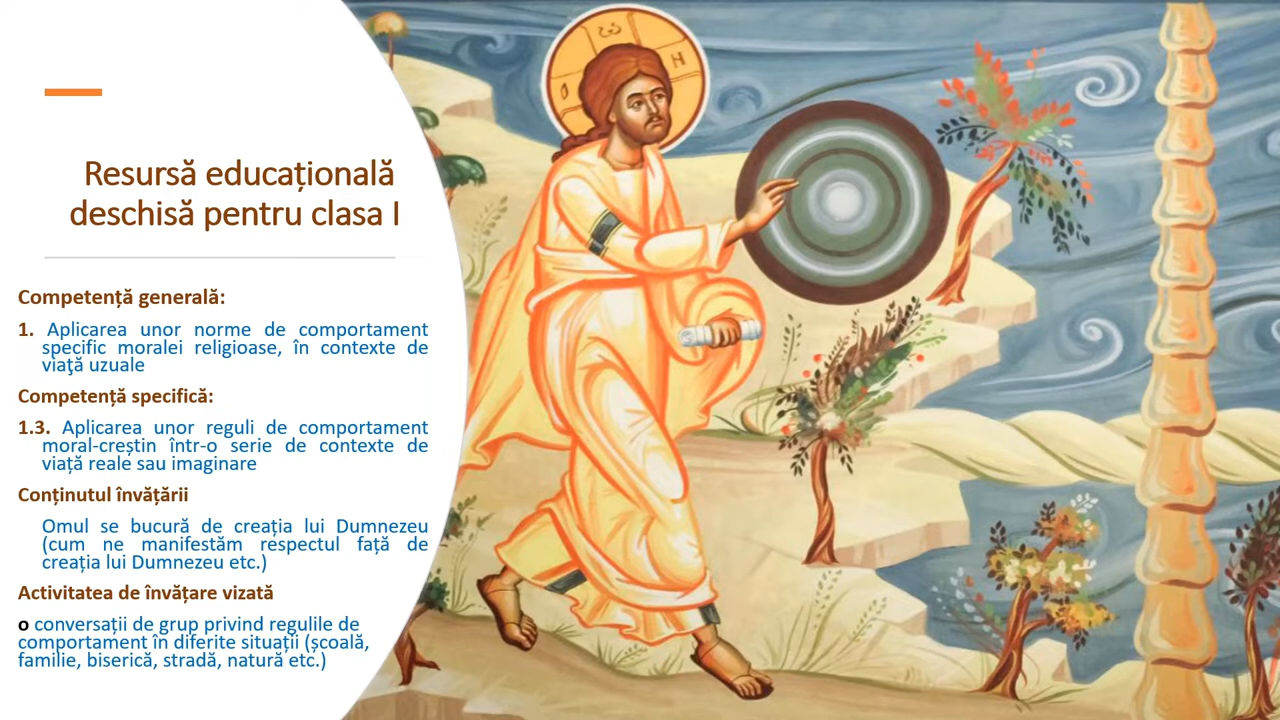 Resursă educațională
deschisă pentru clasa I
Competență generală:
1. Aplicarea unor norme de comportament
specific moralei religioase, în contexte de
viaţă uzuale
Competență specifică:
1.3. Aplicarea unor reguli de comportament
moral-creștin într-o serie de contexte de
viață reale sau imaginare
Conținutul învățării
Omul se bucură de creația lui Dumnezeu
(cum ne manifestăm respectul față de
creația lui Dumnezeu etc.)
Activitatea de învățare vizată
o conversații de grup privind regulile de
comportament în diferite situații (școală,
familie, biserică, stradă, natură etc.)
ο ω Η